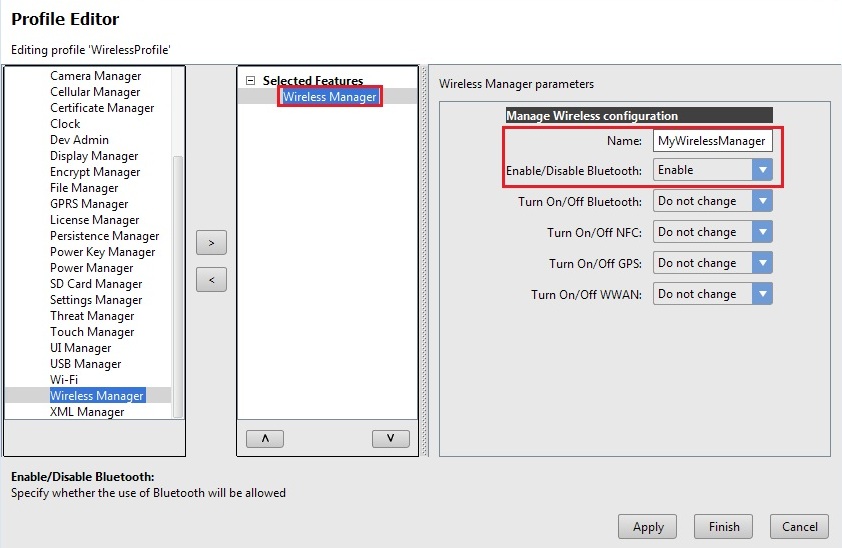 Profile Editor
Editing profile 'WirelessProfile'
Camera Manager
Cellular Manager
Certificate Manager
Clock
Dev Admin
Display Manager
Encrypt Manager
File Manager
GPRS Manager
License Manager
Persistence Manager
Power Key Manager
Power Manager
SD Card Manager
Settings Manager
Threat Manager
Touch Manager
UI Manager
USB Manager
Wi-Fi
Wireless Manager
XML Manager
>
<
Selected Features
Wireless Manager
Wireless Manager parameters
Manage Wireless configuration
Name: MyWirelessManager
Enable/Disable Bluetooth: Enable
Turn On/Off Bluetooth: Do not change
Turn On/Off NFC: Do not change
Turn On/Off GPS: Do not change
Turn On/Off WWAN: Do not change
Enable/Disable Bluetooth:
Specify whether the use of Bluetooth will be allowed
Apply Finish Cancel